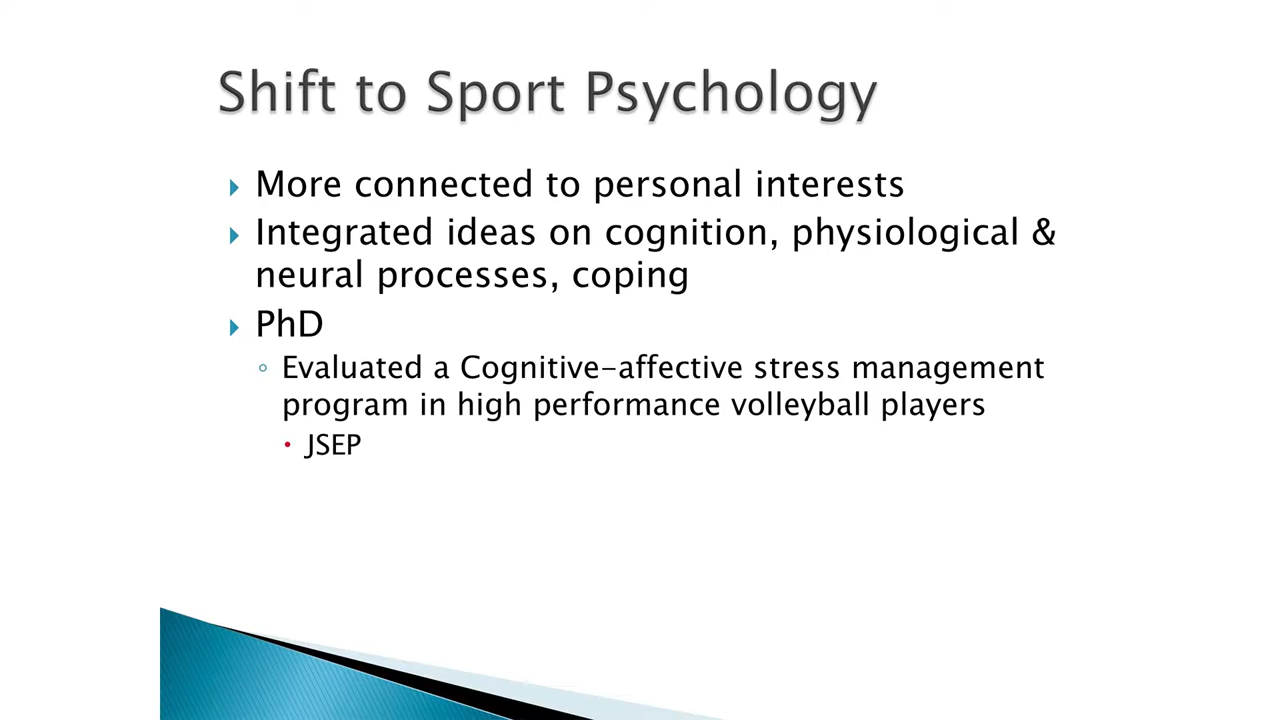 Shift to Sport Psychology
More connected to personal interests
Integrated ideas on cognition, physiological &
neural processes, coping
PhD
Evaluated a Cognitive-affective stress management
program in high performance volleyball players
JSEP